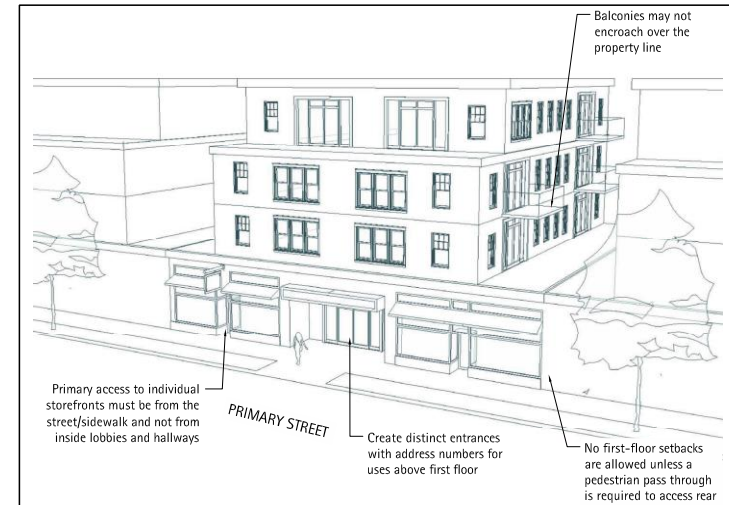 Balconies may not
encroach over the
property line
Primary access to individual
storefronts must be from the
street/sidewalk and not from
inside lobbies and hallways
PRIMARY STREET
Create distinct entrances
with address numbers for
uses above first floor
No first-floor setbacks
are allowed unless a
pedestrian pass through
is required to access rear